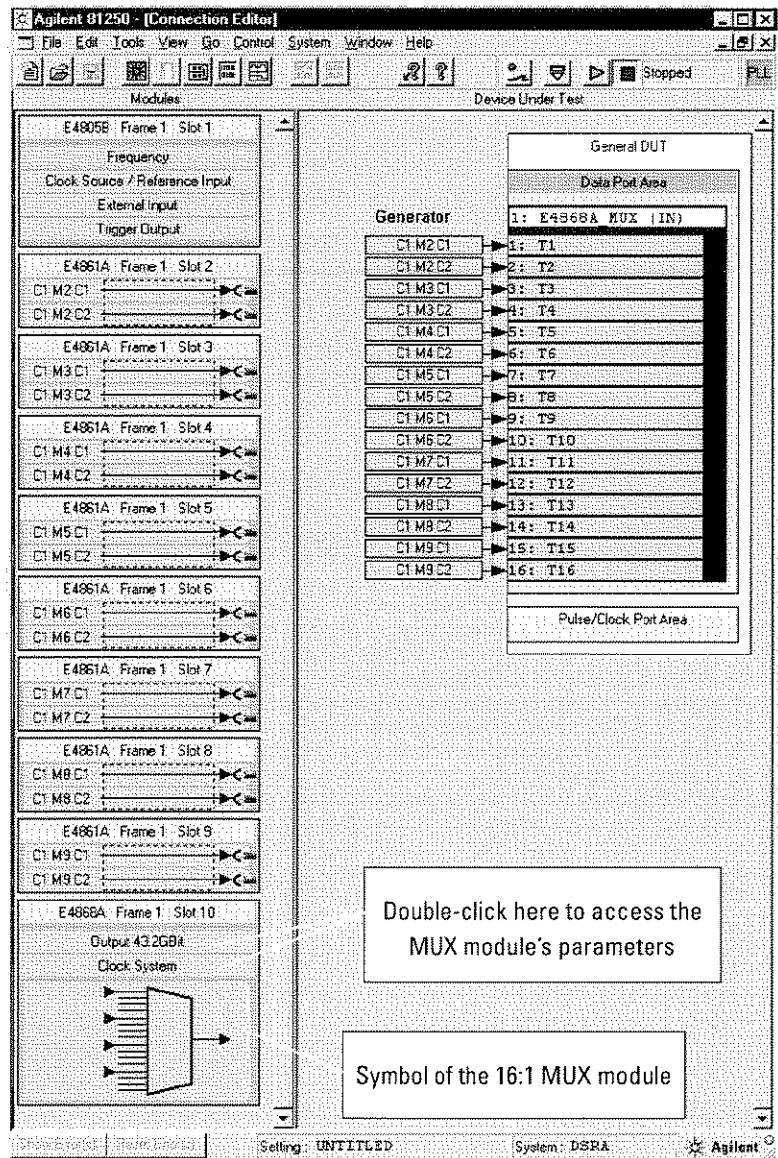 Agilent 81250 - [Connection Editor]
File Edit Tools View Go Control System Window Help
Stopped PLL
Modules
E4805B Frame 1 Slot 1
Frequency
Clock Source / Reference Input
External Input
Trigger Output
E4861A Frame 1 Slot 2
C1 M2 C1
C1 M2 C2
E4861A Frame 1 Slot 3
C1 M3 C1
C1 M3 C2
E4861A Frame 1 Slot 4
C1 M4 C1
C1 M4 C2
E4861A Frame 1 Slot 5
C1 M5 C1
C1 M5 C2
E4861A Frame 1 Slot 6
C1 M6 C1
C1 M6 C2
E4861A Frame 1 Slot 7
C1 M7 C1
C1 M7 C2
E4861A Frame 1 Slot 8
C1 M8 C1
C1 M8 C2
E4861A Frame 1 Slot 9
C1 M9 C1
C1 M9 C2
E4868A Frame 1 Slot 10
Output 43.2GBit
Clock System
Device Under Test
General DUT
Data Port Area
Generator
1: E4868A MUX (IN)
C1 M2 C1 1: T1
C1 M2 C2 2: T2
C1 M3 C1 3: T3
C1 M3 C2 4: T4
C1 M4 C1 5: T5
C1 M4 C2 6: T6
C1 M5 C1 7: T7
C1 M5 C2 8: T8
C1 M6 C1 9: T9
C1 M6 C2 10: T10
C1 M7 C1 11: T11
C1 M7 C2 12: T12
C1 M8 C1 13: T13
C1 M8 C2 14: T14
C1 M9 C1 15: T15
C1 M9 C2 16: T16
Pulse/Clock Port Area
Double-click here to access the
MUX module's parameters
Symbol of the 16:1 MUX module
Setting: UNTITLED System: DSRA Agilent